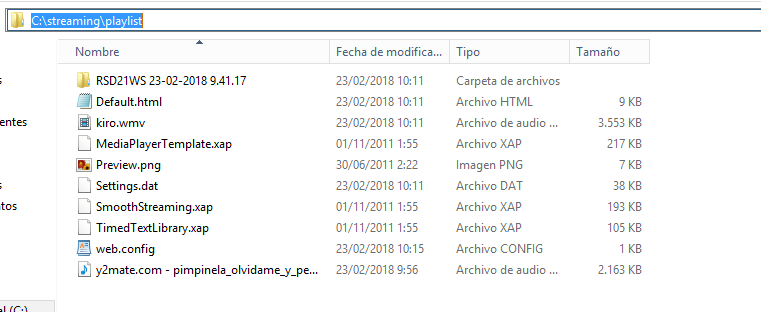 C:\streaming\playlist
Nombre Fecha de modifica... Tipo Tamaño
RSD21WS 23-02-2018 9.41.17 23/02/2018 10:11 Carpeta de archivos
Default.html 23/02/2018 10:11 Archivo HTML 9 KB
kiro.wmv 23/02/2018 10:11 Archivo de audio ... 3.553 KB
MediaPlayerTemplate.xap 01/11/2011 1:55 Archivo XAP 217 KB
Preview.png 30/06/2011 2:22 Imagen PNG 7 KB
Settings.dat 23/02/2018 10:11 Archivo DAT 38 KB
entes
SmoothStreaming.xap 01/11/2011 1:55 Archivo XAP 193 KB
TimedTextLibrary.xap 01/11/2011 1:55 Archivo XAP 105 KB
web.config 23/02/2018 10:15 Archivo CONFIG 1 KB
ntos
y2mate.com - pimpinela_olvidame_y_pe... 23/02/2018 9:56 Archivo de audio ... 2.163 KB
al (C:)